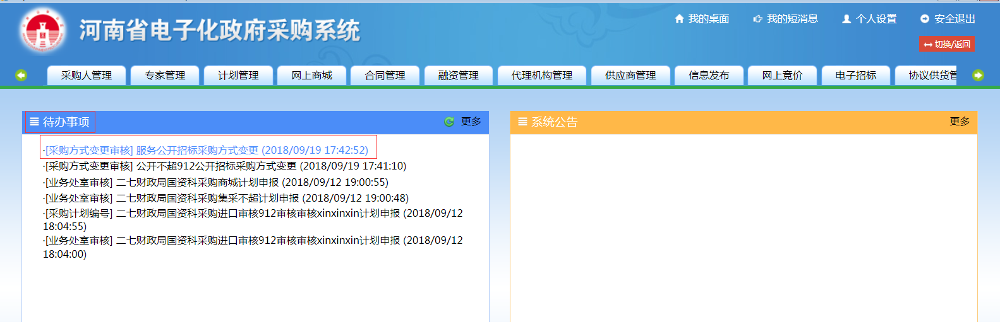 河南省电子化政府采购系统
我的桌面 我的短消息 个人设置 安全退出
切换/返回
采购人管理 专家管理 计划管理 网上商城 合同管理 融资管理 代理机构管理 供应商管理 信息发布 网上竞价 电子招标 协议供货管
待办事项 更多
·[采购方式变更审核] 服务公开招标采购方式变更 (2018/09/19 17:42:52)
·[采购方式变更审核] 公开不超912公开招标采购方式变更 (2018/09/19 17:41:10)
·[业务处室审核] 二七财政局国资科采购商城计划申报 (2018/09/12 19:00:55)
·[业务处室审核] 二七财政局国资科采购集采不超计划申报 (2018/09/12 19:00:48)
·[采购计划编号] 二七财政局国资科采购进口审核912审核审核xinxinxin计划申报 (2018/09/12
18:04:55)
·[业务处室审核] 二七财政局国资科采购进口审核912审核审核xinxinxin计划申报 (2018/09/12
18:04:00)
系统公告 更多